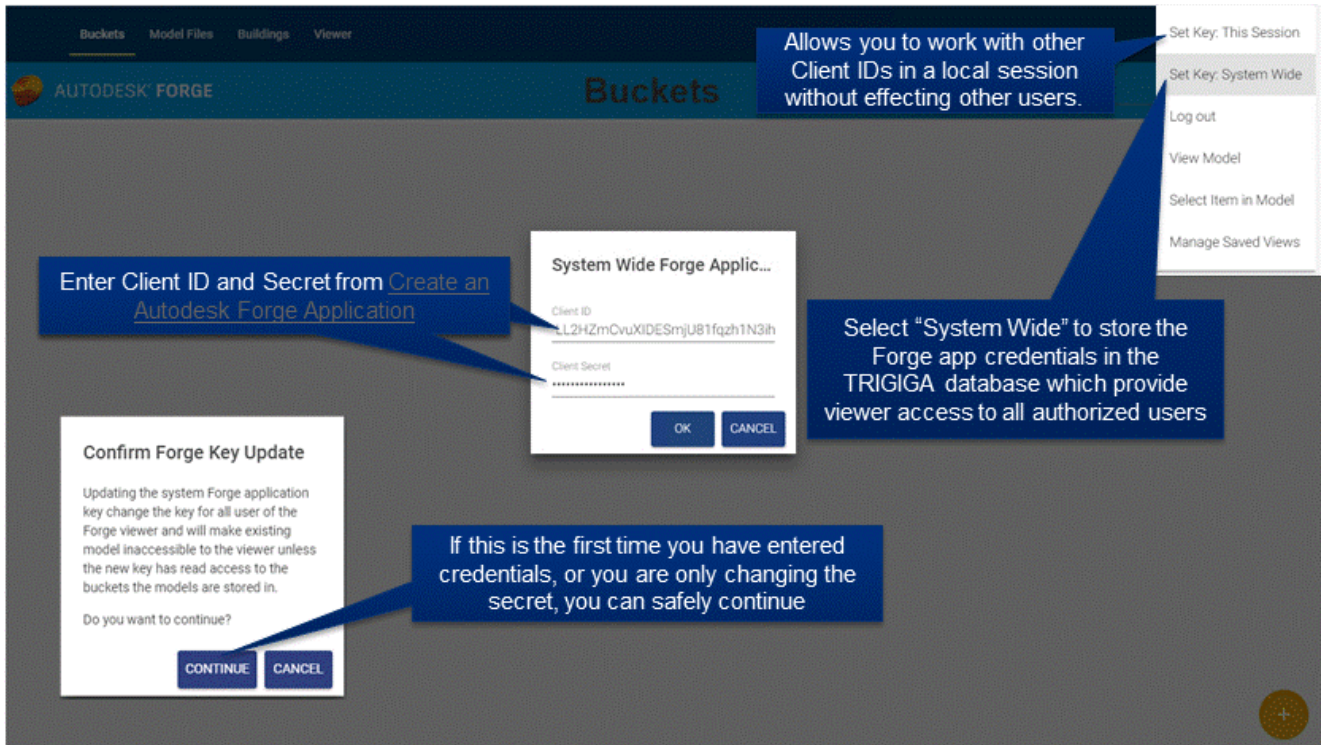 Buckets Model Files Buildings Viewer
AUTODESK® FORGE
Buckets
Allows you to work with other
Client IDs in a local session
without effecting other users.
Set Key: This Session
Set Key: System Wide
Log out
View Model
Select Item in Model
Manage Saved Views
Enter Client ID and Secret from Create an
Autodesk Forge Application
System Wide Forge Applic...
Client ID
LL2HZmCvuXIDESmjU81fqzh1N3ih
Client Secret
OK CANCEL
Select “System Wide” to store the
Forge app credentials in the
TRIGIGA database which provide
viewer access to all authorized users
Confirm Forge Key Update
Updating the system Forge application
key change the key for all user of the
Forge viewer and will make existing
model inaccessible to the viewer unless
the new key has read access to the
buckets the models are stored in.
Do you want to continue?
CONTINUE CANCEL
If this is the first time you have entered
credentials, or you are only changing the
secret, you can safely continue